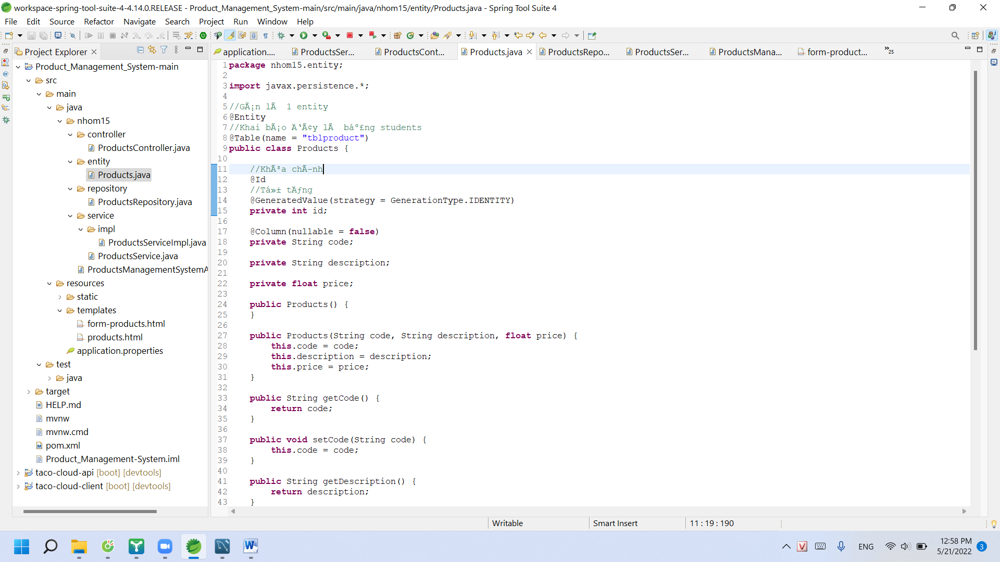 workspace-spring-tool-suite-4-4.14.0.RELEASE - Product_Management_System-main/src/main/java/nhom15/entity/Products.java - Spring Tool Suite 4
File Edit Source Refactor Navigate Search Project Run Window Help
Project Explorer
application....
ProductsSer...
ProductsCont...
Products.java
ProductsRepo...
ProductsSer...
ProductsMana...
form-product...
»25
Product_Management_System-main
src
main
java
nhom15
controller
ProductsController.java
entity
Products.java
repository
ProductsRepository.java
service
impl
ProductsServiceImpl.java
ProductsService.java
ProductsManagementSystemA
resources
static
templates
form-products.html
products.html
application.properties
test
java
target
HELP.md
mvnw
mvnw.cmd
pom.xml
Product_Management-System.iml
taco-cloud-api [boot] [devtools]
taco-cloud-client [boot] [devtools]
1 package nhom15.entity;
2
3 import javax.persistence.*;
4
5 //GÃ¡n lÃ  1 entity
6 @Entity
7 //Khai bÃ¡o Ä‘Ã¢y lÃ  báº£ng students
8 @Table(name = "tblproduct")
9 public class Products {
10
11 //KhÃ³a chÃ­nh
12 @Id
13 //Tá»± tÄƒng
14 @GeneratedValue(strategy = GenerationType.IDENTITY)
15 private int id;
16
17 @Column(nullable = false)
18 private String code;
19
20 private String description;
21
22 private float price;
23
24 public Products() {
25 }
26
27 public Products(String code, String description, float price) {
28 this.code = code;
29 this.description = description;
30 this.price = price;
31 }
32
33 public String getCode() {
34 return code;
35 }
36
37 public void setCode(String code) {
38 this.code = code;
39 }
40
41 public String getDescription() {
42 return description;
43 }
Writable
Smart Insert
11 : 19 : 190
ENG
12:58 PM
5/21/2022
3